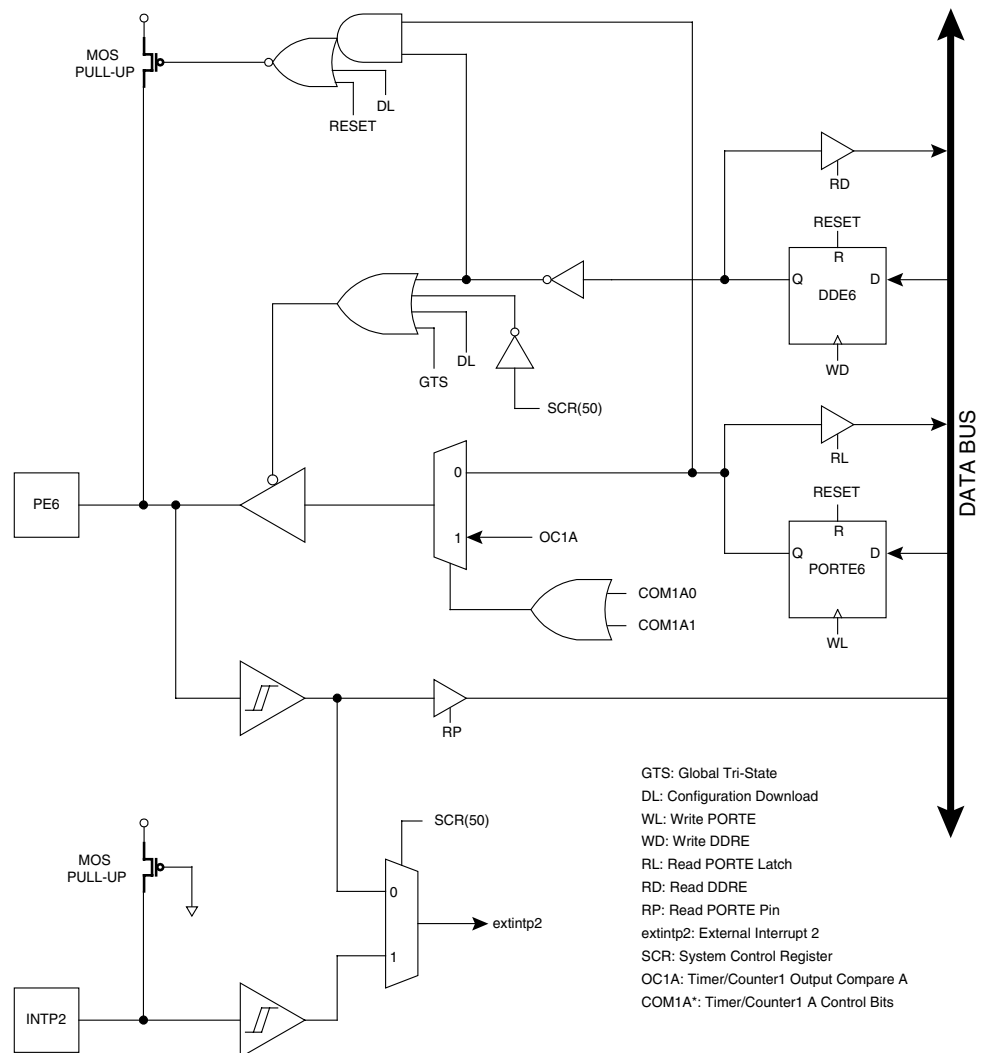 MOS
PULL-UP
DL
RESET
RD
RESET
R
Q
D
DDE6
WD
DL
GTS
SCR(50)
RL
DATA BUS
0
PE6
RESET
R
1
OC1A
Q
D
PORTE6
COM1A0
COM1A1
WL
RP
GTS: Global Tri-State
DL: Configuration Download
WL: Write PORTE
WD: Write DDRE
RL: Read PORTE Latch
RD: Read DDRE
RP: Read PORTE Pin
extintp2: External Interrupt 2
SCR: System Control Register
OC1A: Timer/Counter1 Output Compare A
COM1A*: Timer/Counter1 A Control Bits
SCR(50)
MOS
PULL-UP
0
extintp2
1
INTP2